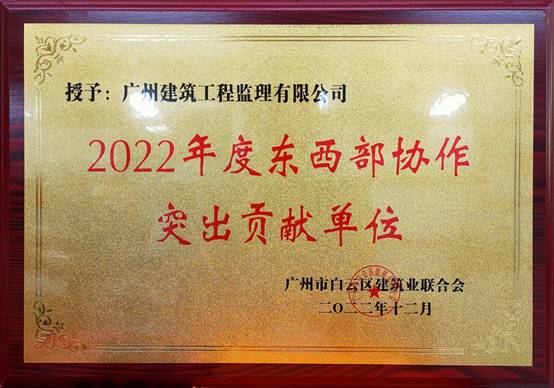 授予：广州建筑工程监理有限公司
2022年度东西部协作
突出贡献单位
广州市白云区建筑业联合会
二〇二二年十二月